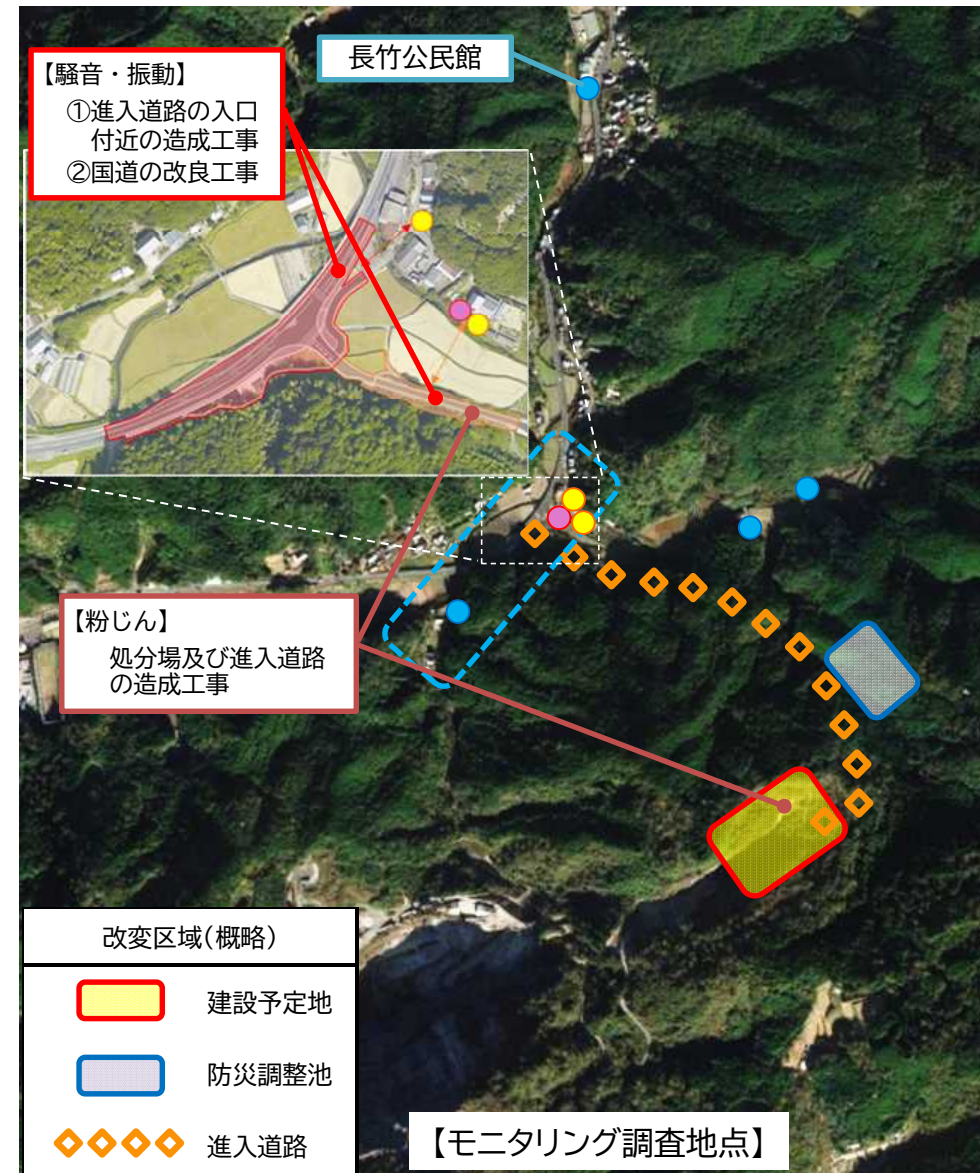 【騒音・振動】
①進入道路の入口
付近の造成工事
②国道の改良工事
長竹公民館
【粉じん】
処分場及び進入道路
の造成工事
改変区域(概略)
建設予定地
防災調整池
進入道路
【モニタリング調査地点】